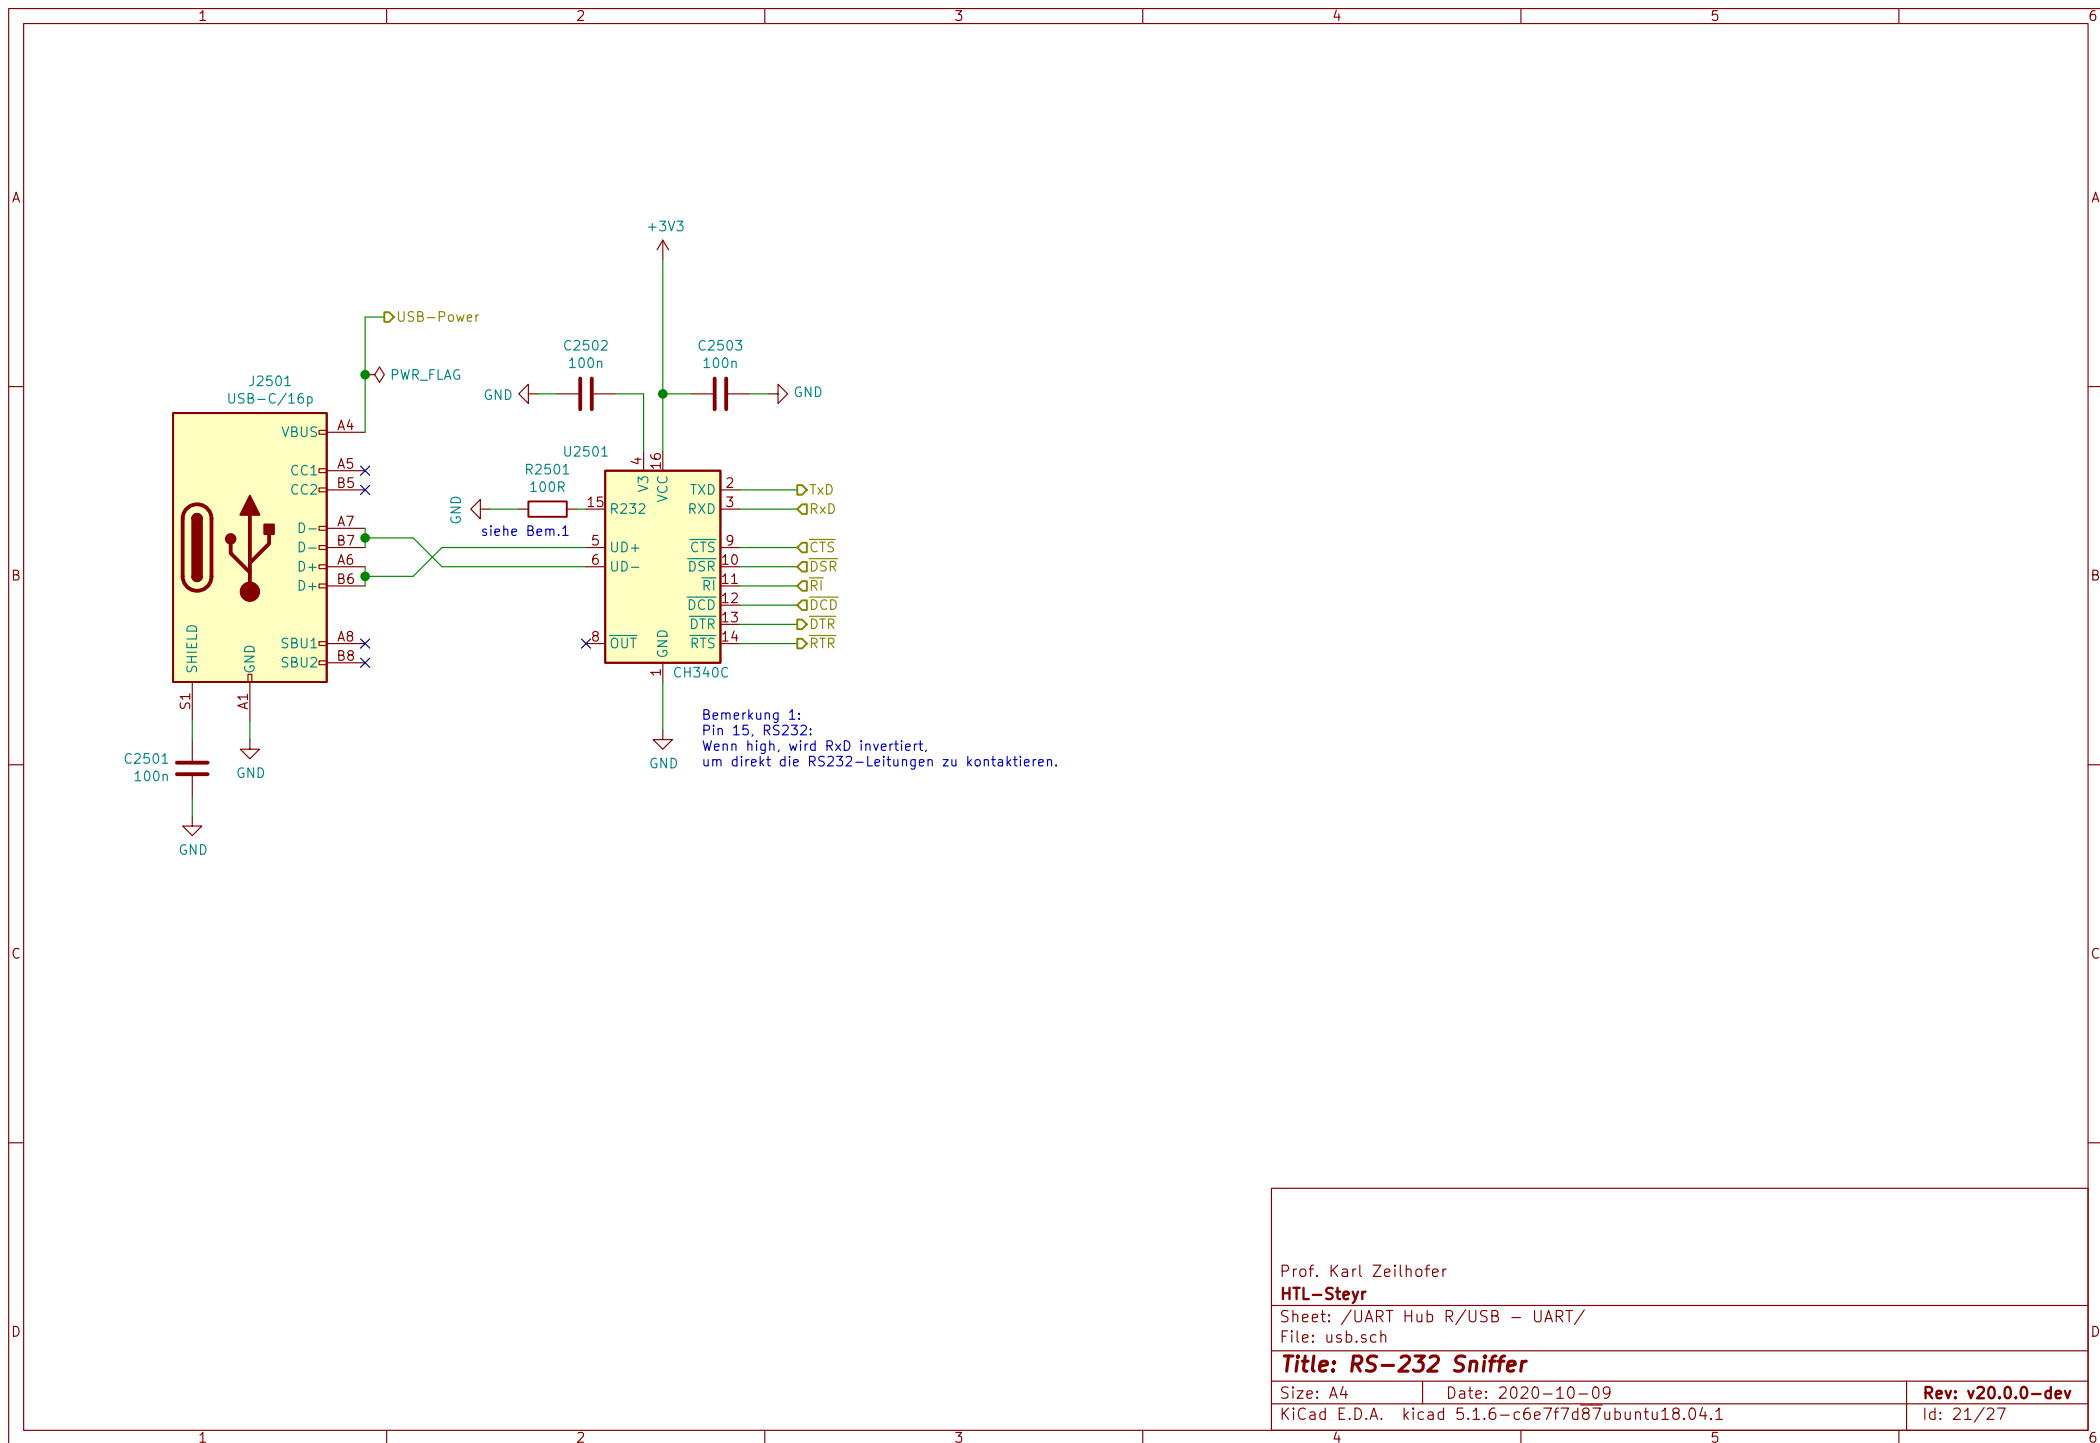 1 2 3 4 5 6
A A
+3V3
USB-Power
C2502 C2503
100n 100n
PWR_FLAG
J2501
USB-C/16p
GND GND
VBUS A4
U2501
CC1 A5
CC2 B5
R2501
100R
GND
4 16
V3 VCC
TXD 2 TxD
15 R232 RXD 3 RxD
siehe Bem.1
D- A7
D- B7
D+ A6
D+ B6
5 UD+ CTS 9 CTS
6 UD- DSR 10 DSR
B B
RI 11 RI
DCD 12 DCD
DTR 13 DTR
SBU1 A8
SBU2 B8
8 OUT GND RTS 14 RTR
SHIELD GND
S1 A1
1 CH340C
Bemerkung 1:
Pin 15, RS232:
Wenn high, wird RxD invertiert,
um direkt die RS232-Leitungen zu kontaktieren.
C2501
100n
GND GND
GND
C C
Prof. Karl Zeilhofer
HTL-Steyr
Sheet: /UART Hub R/USB - UART/
D D
File: usb.sch
Title: RS-232 Sniffer
Size: A4 Date: 2020-10-09 Rev: v20.0.0-dev
KiCad E.D.A. kicad 5.1.6-c6e7f7d87ubuntu18.04.1 Id: 21/27
1 2 3 4 5 6